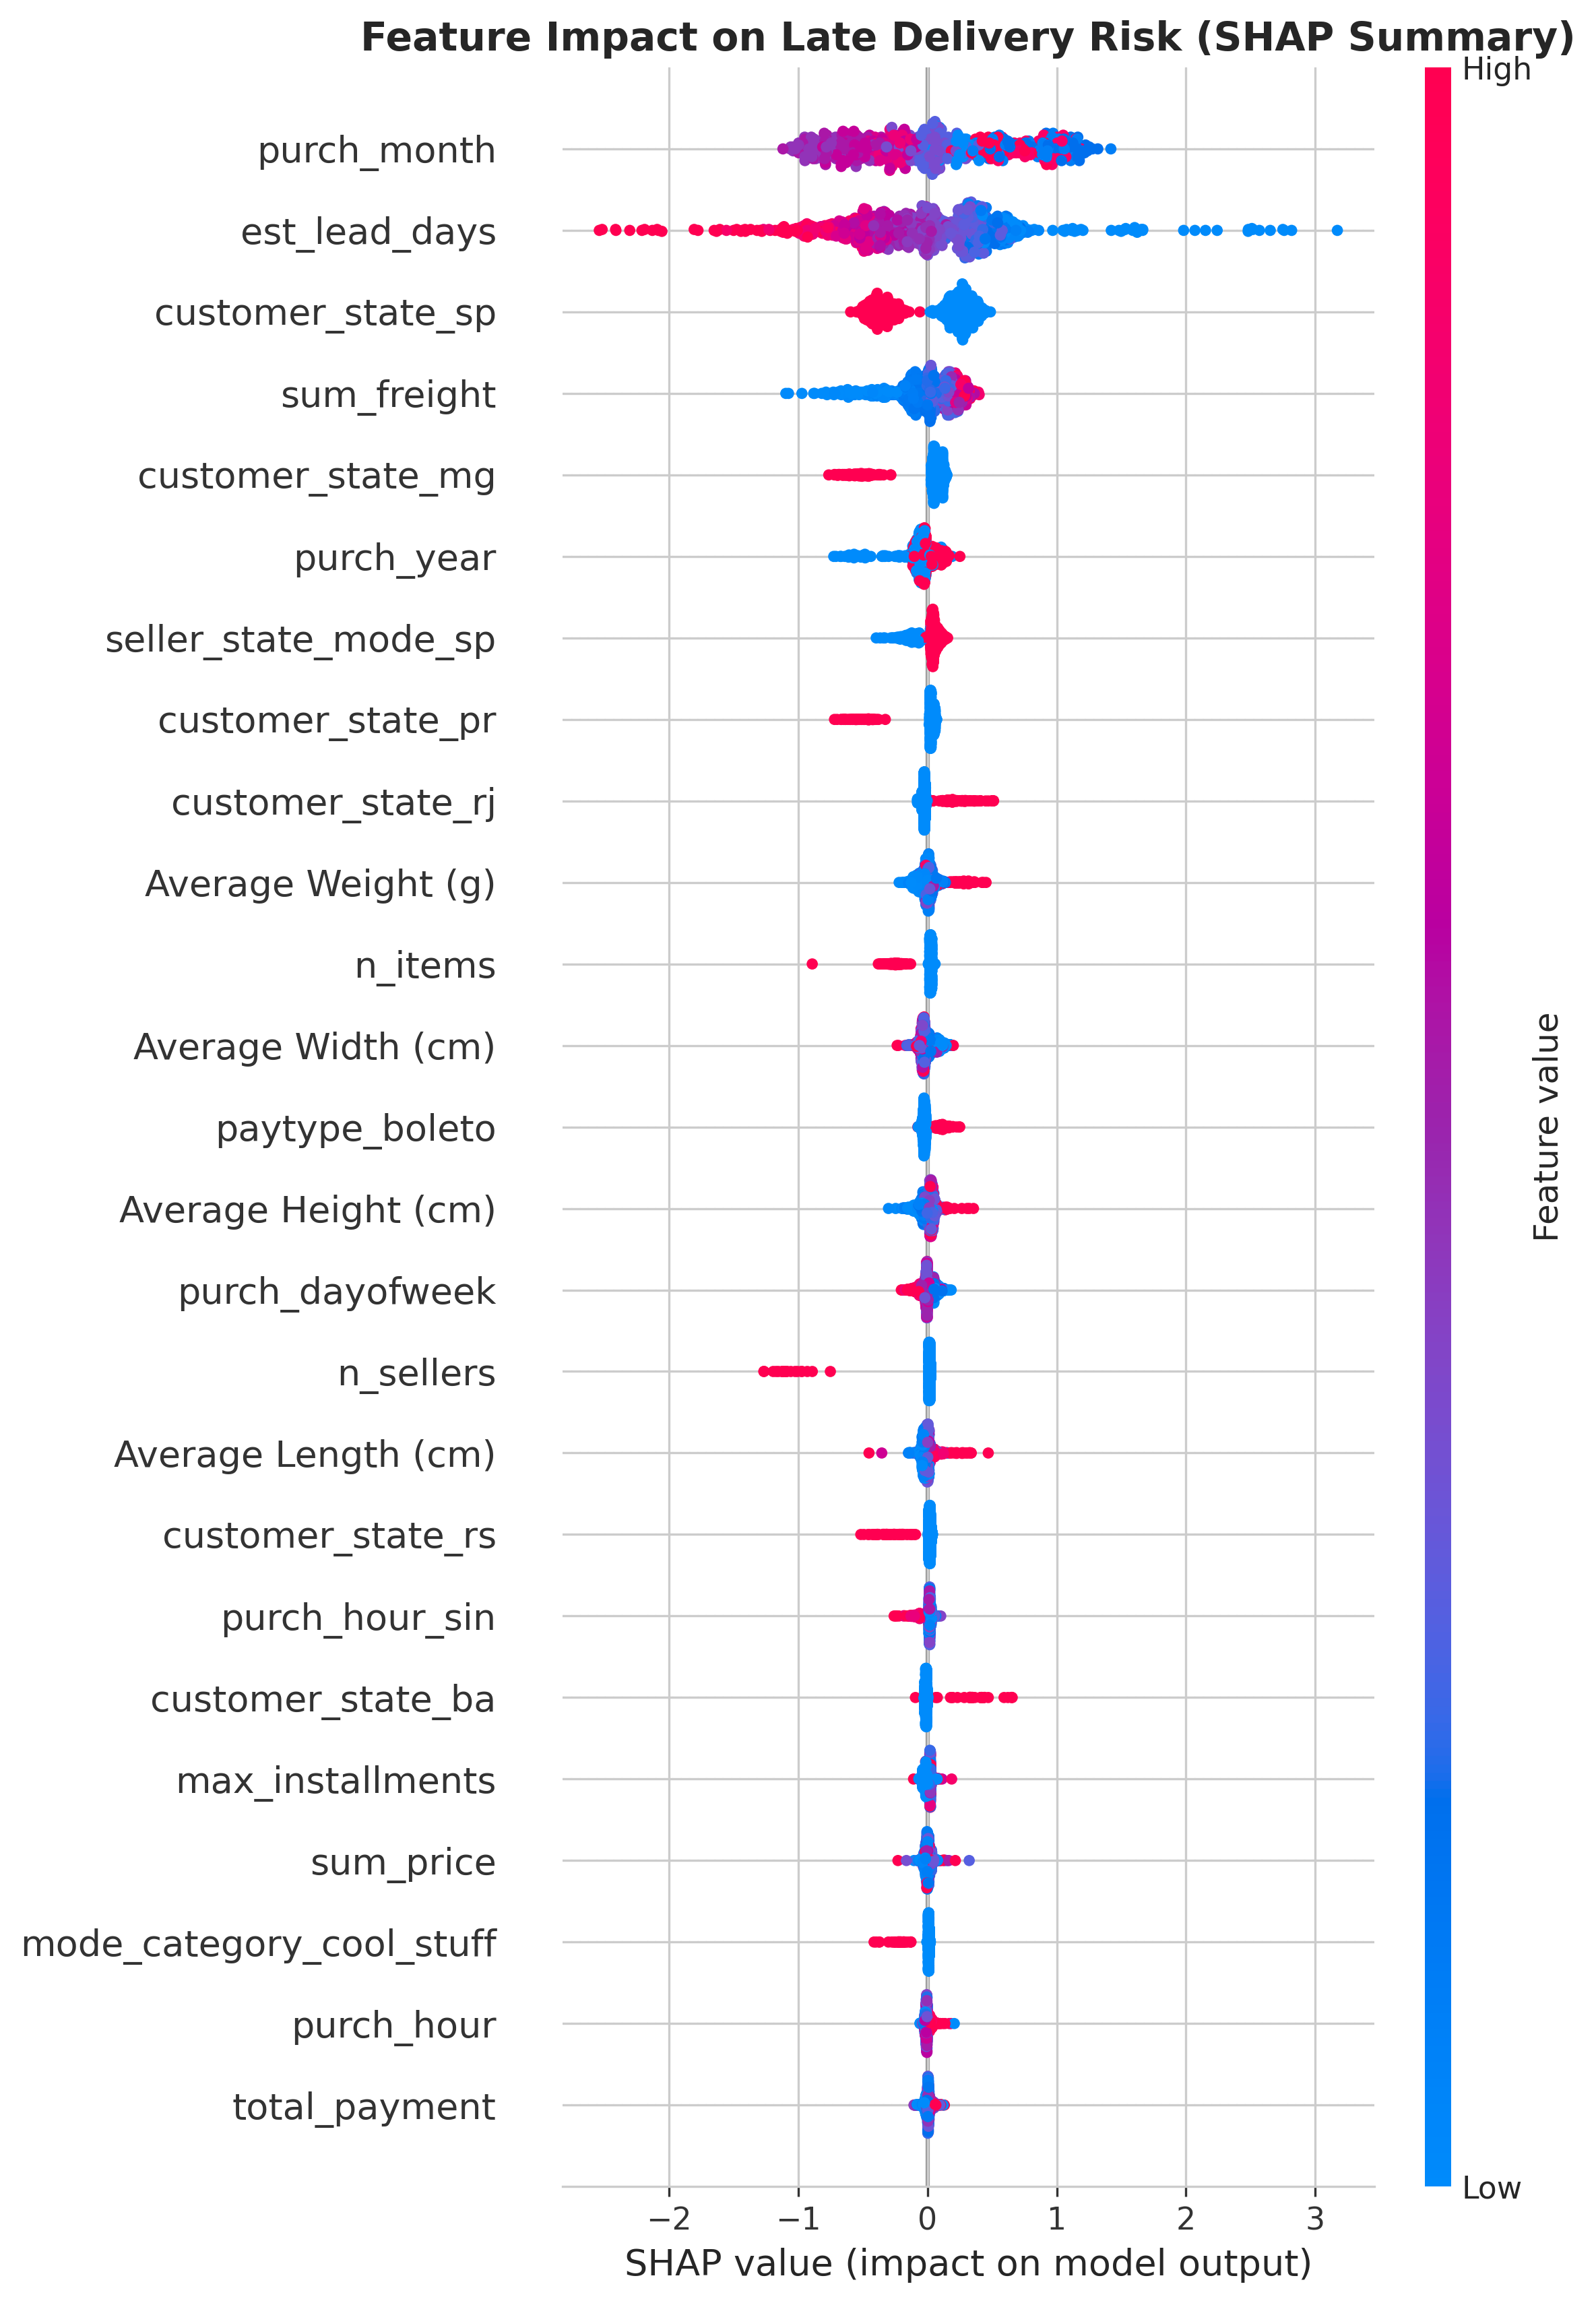 Feature Impact on Late Delivery Risk (SHAP Summary)
High
purch_month
est_lead_days
customer_state_sp
sum_freight
customer_state_mg
purch_year
seller_state_mode_sp
customer_state_pr
customer_state_rj
Average Weight (g)
n_items
Average Width (cm)
paytype_boleto
Average Height (cm)
purch_dayofweek
n_sellers
Average Length (cm)
customer_state_rs
purch_hour_sin
customer_state_ba
max_installments
sum_price
mode_category_cool_stuff
purch_hour
total_payment
Feature value
Low
−2 −1 0 1 2 3
SHAP value (impact on model output)